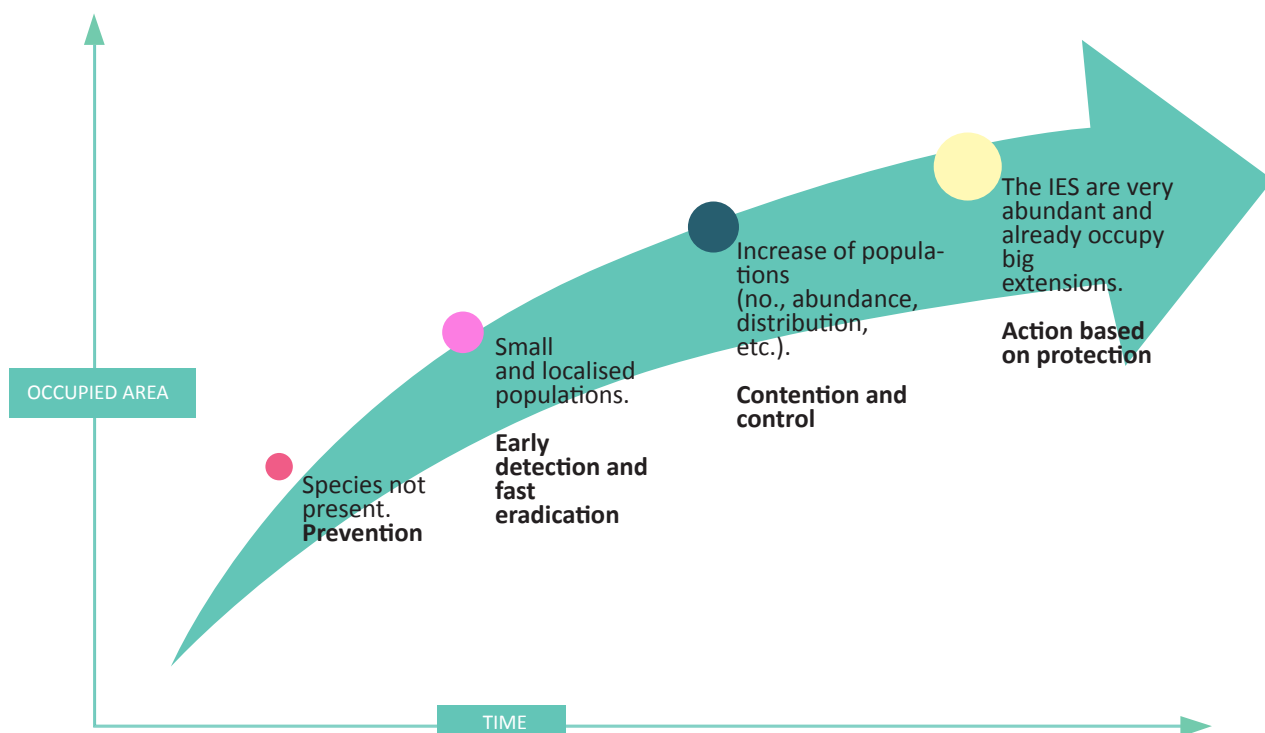 OCCUPIED AREA
Species not
present.
Prevention
Small
and localised
populations.
Early
detection and
fast
eradication
Increase of popula-
tions
(no., abundance,
distribution,
etc.).
Contention and
control
The IES are very
abundant and
already occupy
big
extensions.
Action based
on protection
TIME